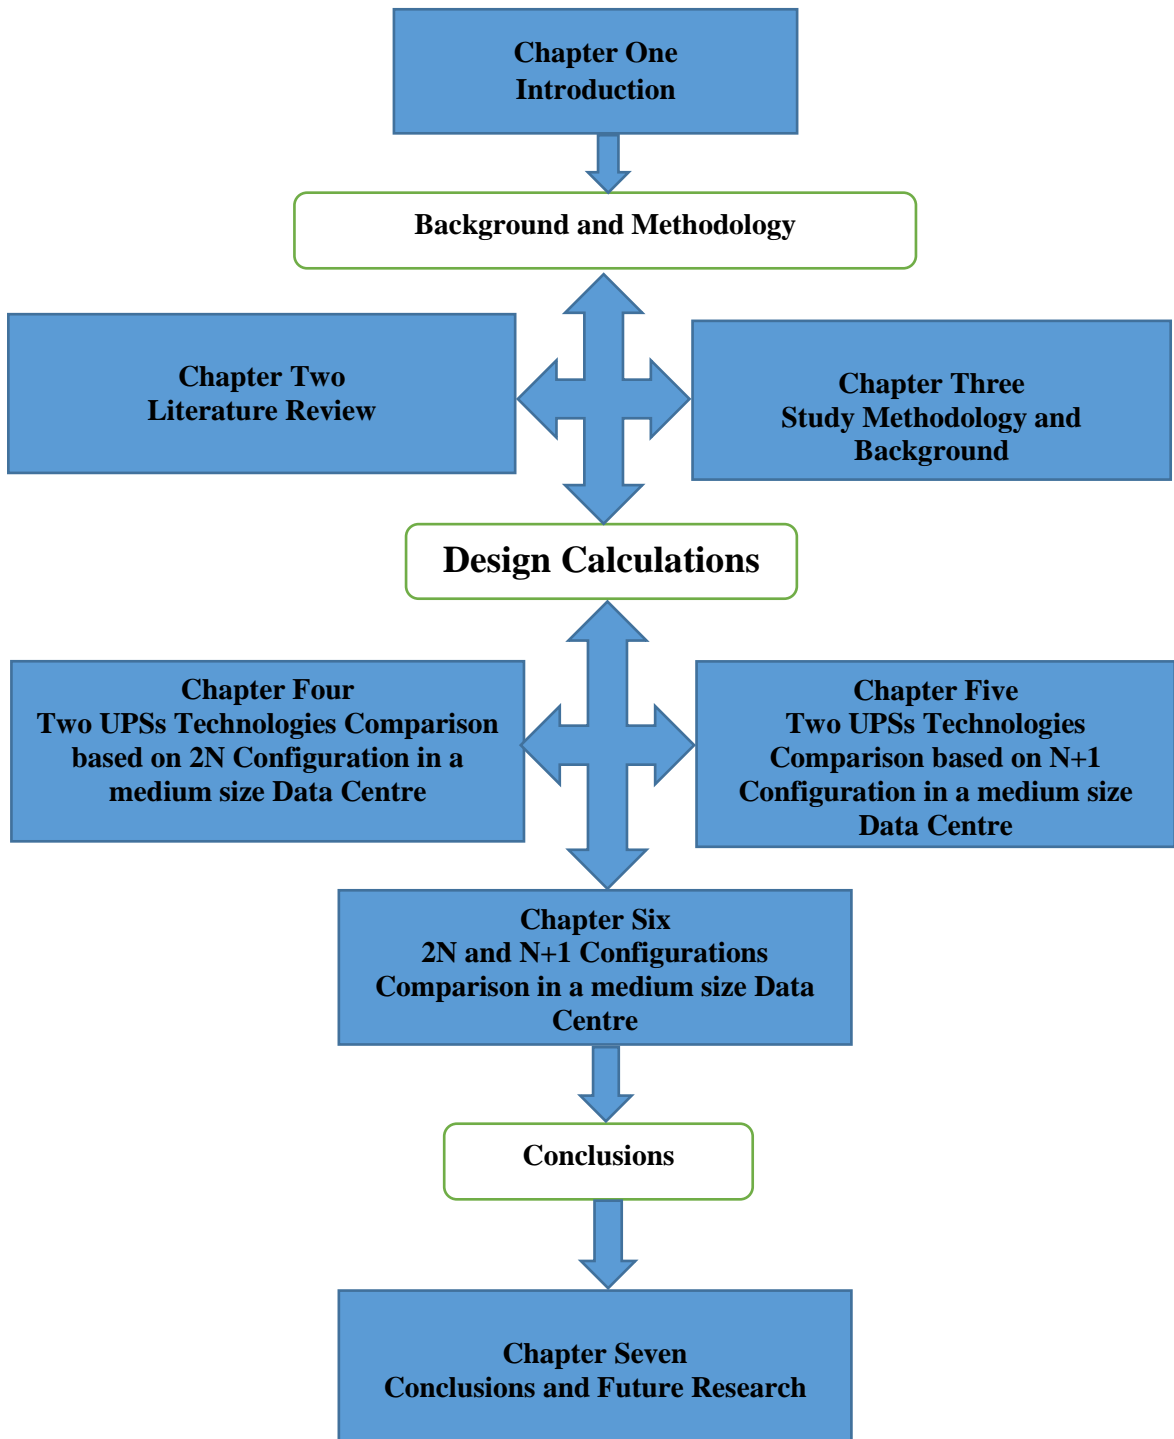 Chapter One
Introduction
Background and Methodology
Chapter Two
Literature Review
Chapter Three
Study Methodology and
Background
Design Calculations
Chapter Four
Two UPSs Technologies Comparison
based on 2N Configuration in a
medium size Data Centre
Chapter Five
Two UPSs Technologies
Comparison based on N+1
Configuration in a medium size
Data Centre
Chapter Six
2N and N+1 Configurations
Comparison in a medium size Data
Centre
Conclusions
Chapter Seven
Conclusions and Future Research